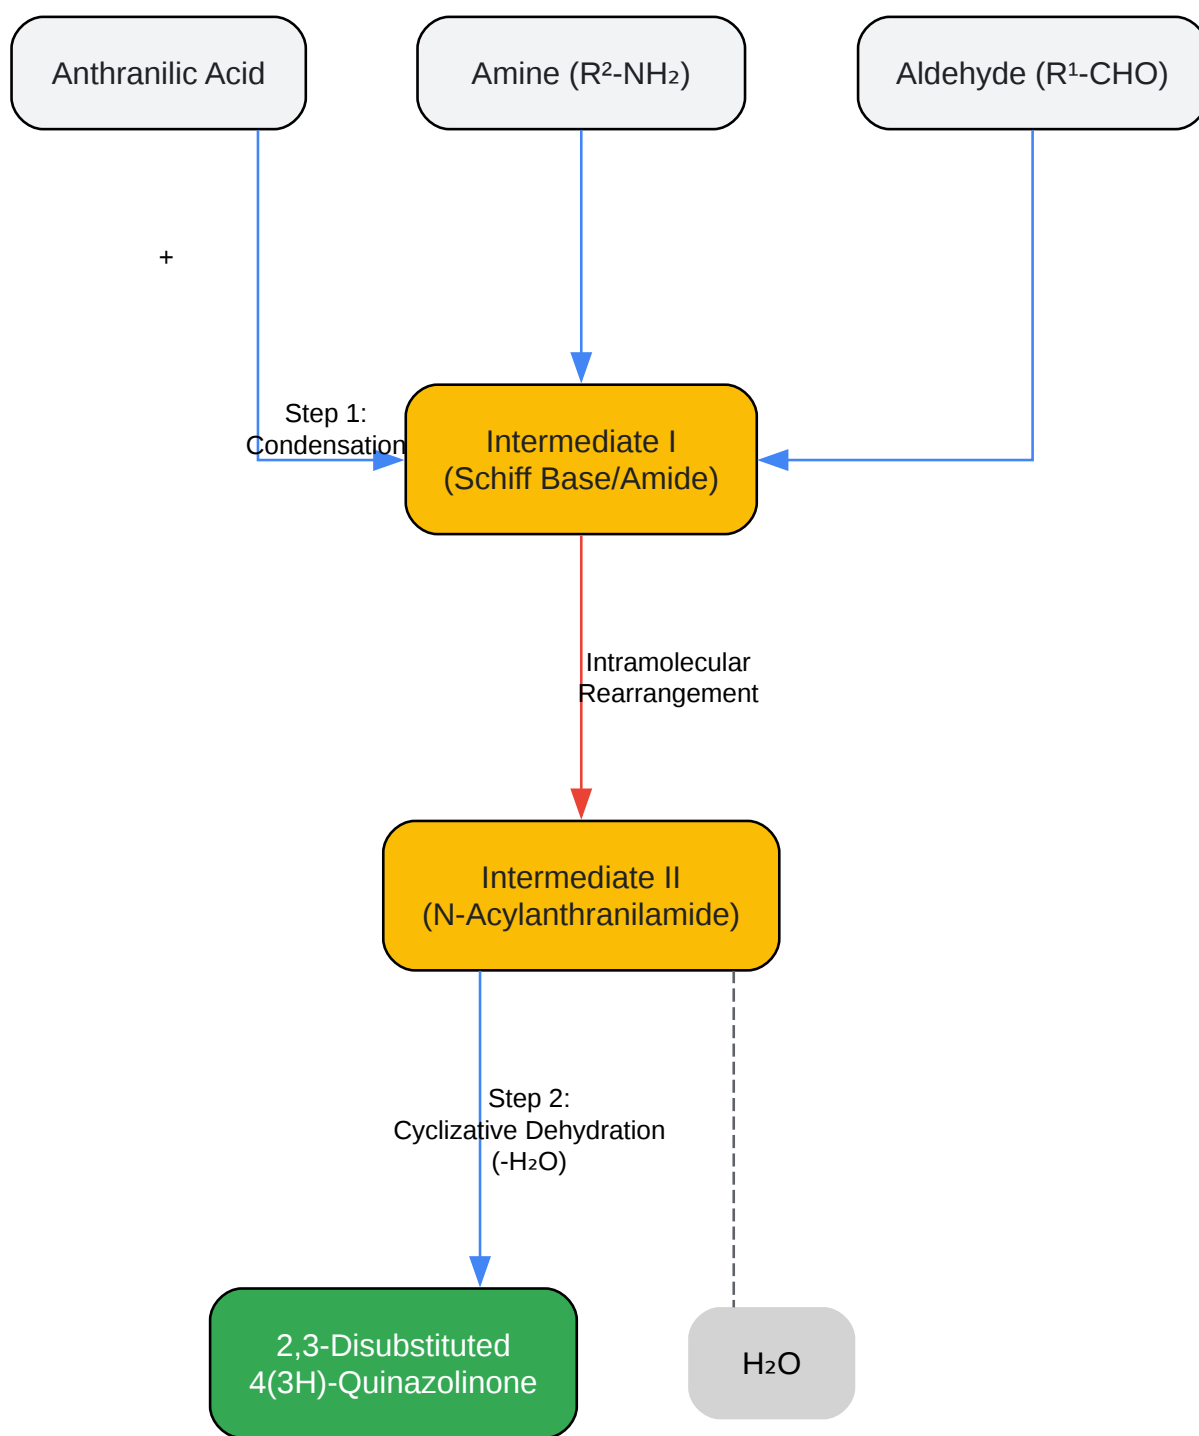 Anthranilic Acid
Amine (R²-NH₂)
Aldehyde (R¹-CHO)
+
Step 1:
Condensation
Intermediate I
(Schiff Base/Amide)
Intramolecular
Rearrangement
Intermediate II
(N-Acylanthranilamide)
Step 2:
Cyclizative Dehydration
(-H₂O)
2,3-Disubstituted
4(3H)-Quinazolinone
H₂O